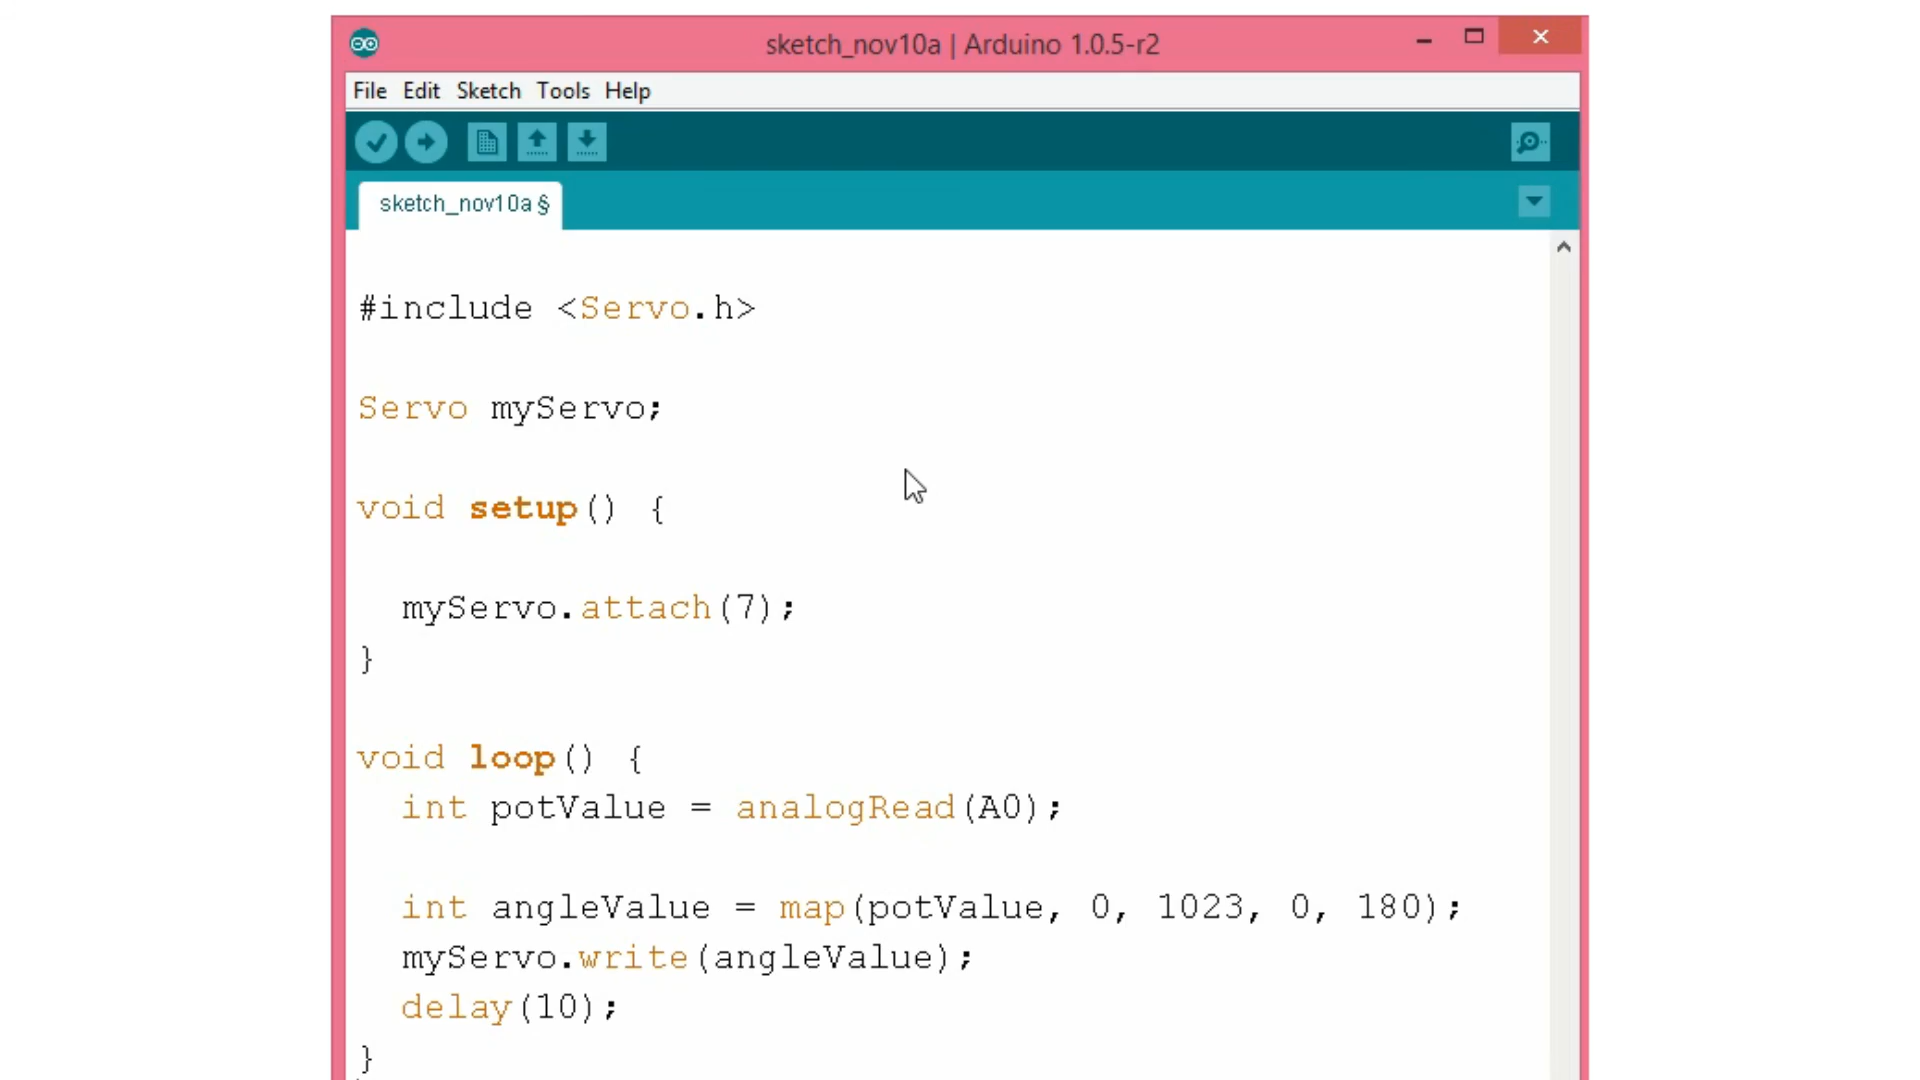 sketch_nov10a | Arduino 1.0.5-r2
File Edit Sketch Tools Help
sketch_nov10a §
#include <Servo.h>
Servo myServo;
void setup() {
  myServo.attach(7);
}
void loop() {
  int potValue = analogRead(A0);
  int angleValue = map(potValue, 0, 1023, 0, 180);
  myServo.write(angleValue);
  delay(10);
}